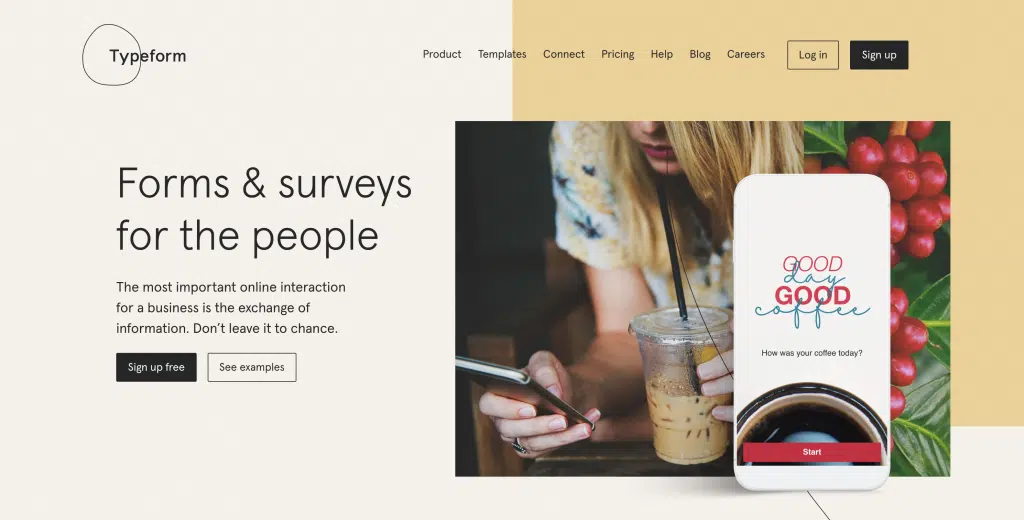 Typeform
Product Templates Connect Pricing Help Blog Careers Log in Sign up
Forms & surveys
for the people
The most important online interaction
for a business is the exchange of
information. Don’t leave it to chance.
Sign up free See examples
GOOD
day
GOOD
coffee
How was your coffee today?
Start